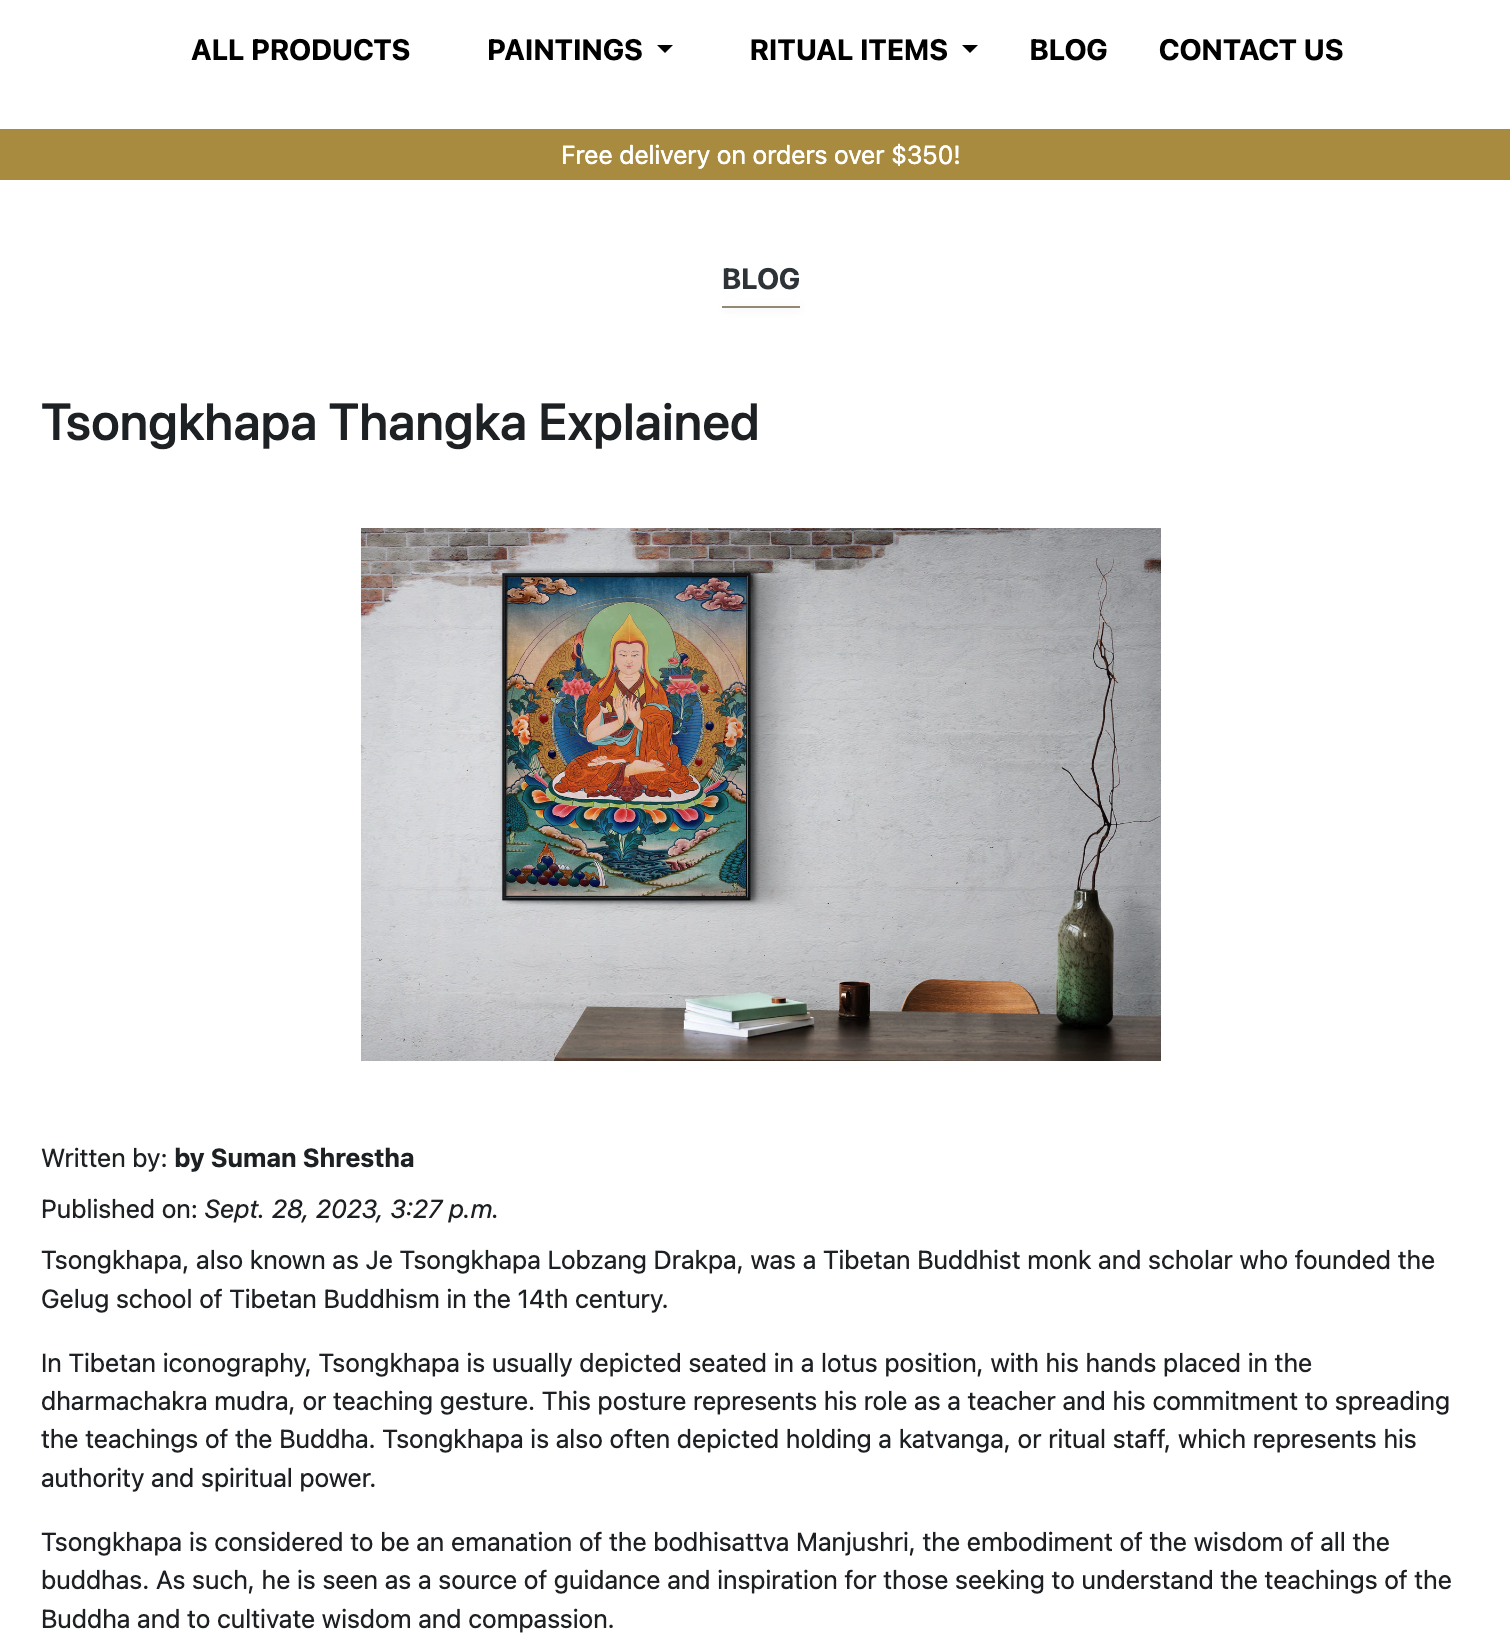 ALL PRODUCTS PAINTINGS RITUAL ITEMS BLOG CONTACT US
Free delivery on orders over $350!
BLOG
Tsongkhapa Thangka Explained
Written by: by Suman Shrestha
Published on: Sept. 28, 2023, 3:27 p.m.
Tsongkhapa, also known as Je Tsongkhapa Lobzang Drakpa, was a Tibetan Buddhist monk and scholar who founded the
Gelug school of Tibetan Buddhism in the 14th century.
In Tibetan iconography, Tsongkhapa is usually depicted seated in a lotus position, with his hands placed in the
dharmachakra mudra, or teaching gesture. This posture represents his role as a teacher and his commitment to spreading
the teachings of the Buddha. Tsongkhapa is also often depicted holding a katvanga, or ritual staff, which represents his
authority and spiritual power.
Tsongkhapa is considered to be an emanation of the bodhisattva Manjushri, the embodiment of the wisdom of all the
buddhas. As such, he is seen as a source of guidance and inspiration for those seeking to understand the teachings of the
Buddha and to cultivate wisdom and compassion.